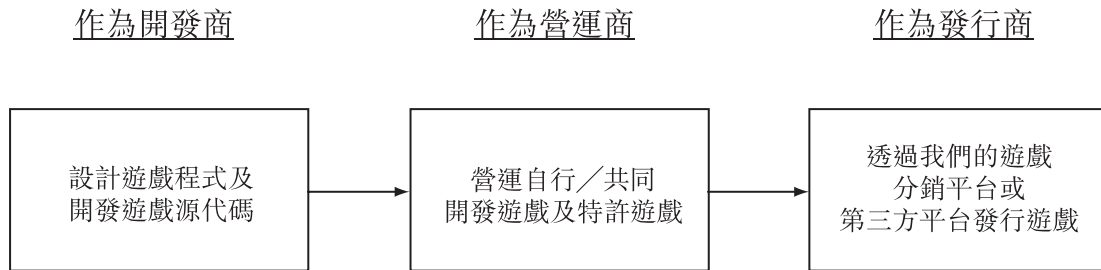 作為開發商
作為營運商
作為發行商
設計遊戲程式及
開發遊戲源代碼
營運自行／共同
開發遊戲及特許遊戲
透過我們的遊戲
分銷平台或
第三方平台發行遊戲